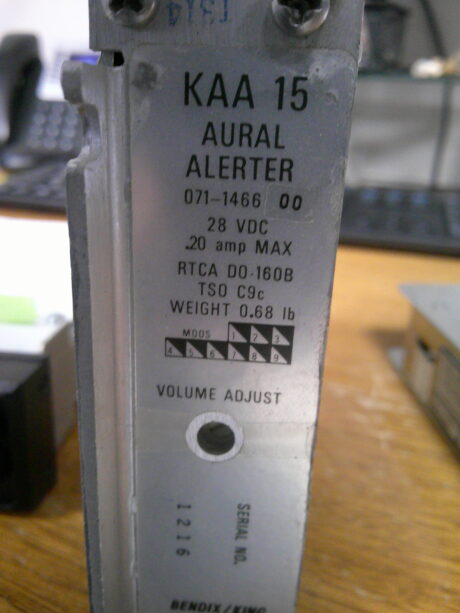 KAA 15
AURAL
ALERTER
071-1466 00
28 VDC
.20 amp MAX
RTCA DO-160B
TSO C9c
WEIGHT 0.68 lb
MODS 1 2 3
4 5 6 7 8 9
VOLUME ADJUST
SERIAL NO.
1216
BENDIX/KING